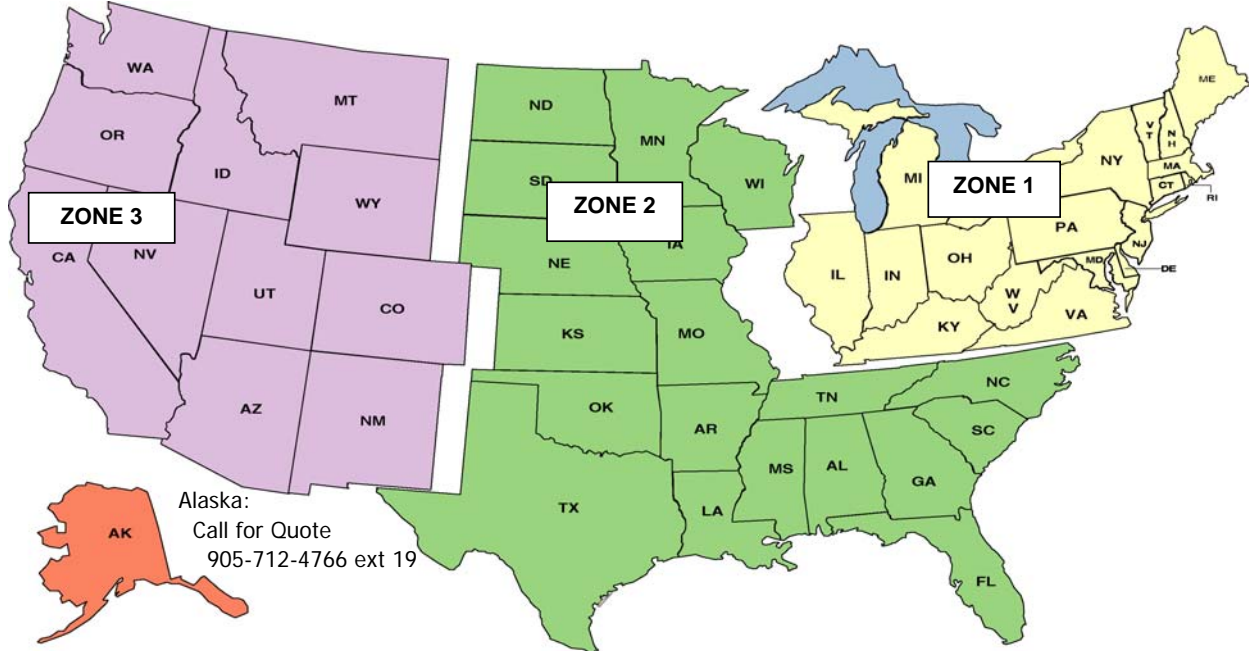 WA
MT
ND
MN
ME
VT
NH
OR
ID
SD
WI
MI
NY
MA
CT
RI
ZONE 3
ZONE 2
ZONE 1
WY
CA
NV
UT
CO
NE
IA
IL
IN
OH
PA
NJ
MD
DE
WV
KY
VA
KS
MO
AZ
NM
OK
AR
TN
NC
SC
MS
AL
GA
TX
LA
FL
AK
Alaska:
Call for Quote
905-712-4766 ext 19